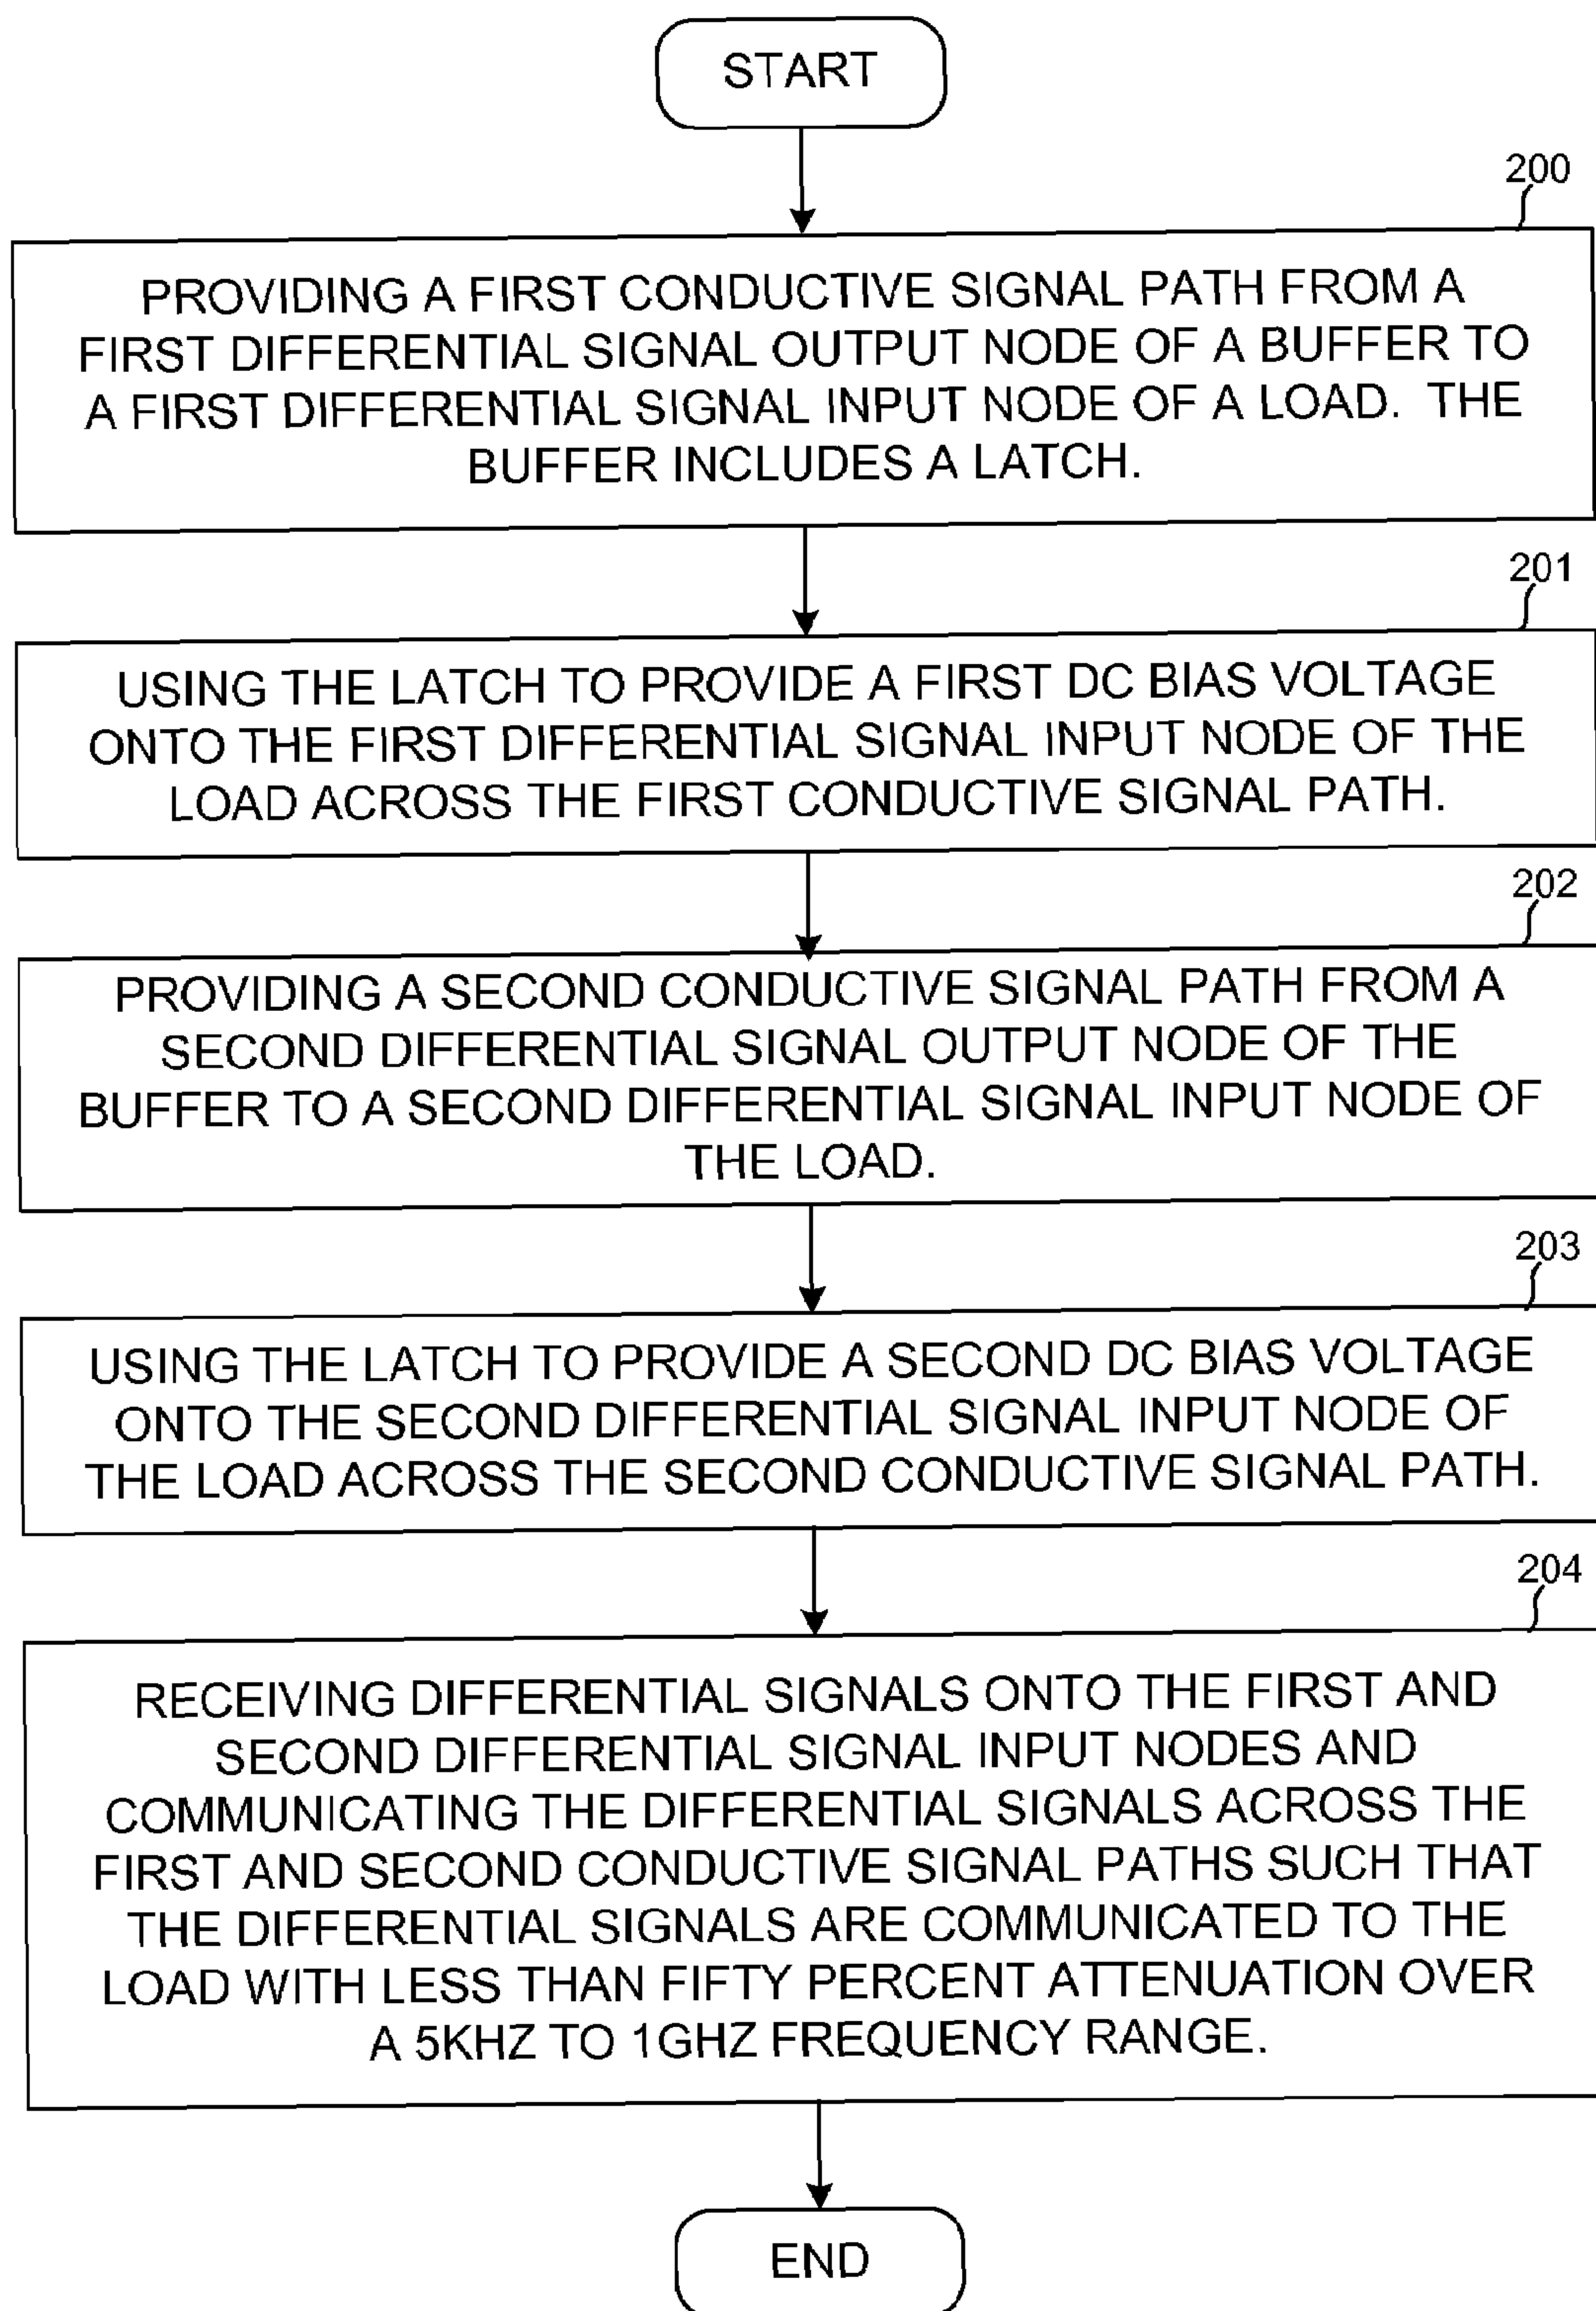 START
200
PROVIDING A FIRST CONDUCTIVE SIGNAL PATH FROM A
FIRST DIFFERENTIAL SIGNAL OUTPUT NODE OF A BUFFER TO
A FIRST DIFFERENTIAL SIGNAL INPUT NODE OF A LOAD. THE
BUFFER INCLUDES A LATCH.
201
USING THE LATCH TO PROVIDE A FIRST DC BIAS VOLTAGE
ONTO THE FIRST DIFFERENTIAL SIGNAL INPUT NODE OF THE
LOAD ACROSS THE FIRST CONDUCTIVE SIGNAL PATH.
202
PROVIDING A SECOND CONDUCTIVE SIGNAL PATH FROM A
SECOND DIFFERENTIAL SIGNAL OUTPUT NODE OF THE
BUFFER TO A SECOND DIFFERENTIAL SIGNAL INPUT NODE OF
THE LOAD.
203
USING THE LATCH TO PROVIDE A SECOND DC BIAS VOLTAGE
ONTO THE SECOND DIFFERENTIAL SIGNAL INPUT NODE OF
THE LOAD ACROSS THE SECOND CONDUCTIVE SIGNAL PATH.
204
RECEIVING DIFFERENTIAL SIGNALS ONTO THE FIRST AND
SECOND DIFFERENTIAL SIGNAL INPUT NODES AND
COMMUNICATING THE DIFFERENTIAL SIGNALS ACROSS THE
FIRST AND SECOND CONDUCTIVE SIGNAL PATHS SUCH THAT
THE DIFFERENTIAL SIGNALS ARE COMMUNICATED TO THE
LOAD WITH LESS THAN FIFTY PERCENT ATTENUATION OVER
A 5KHZ TO 1GHZ FREQUENCY RANGE.
END